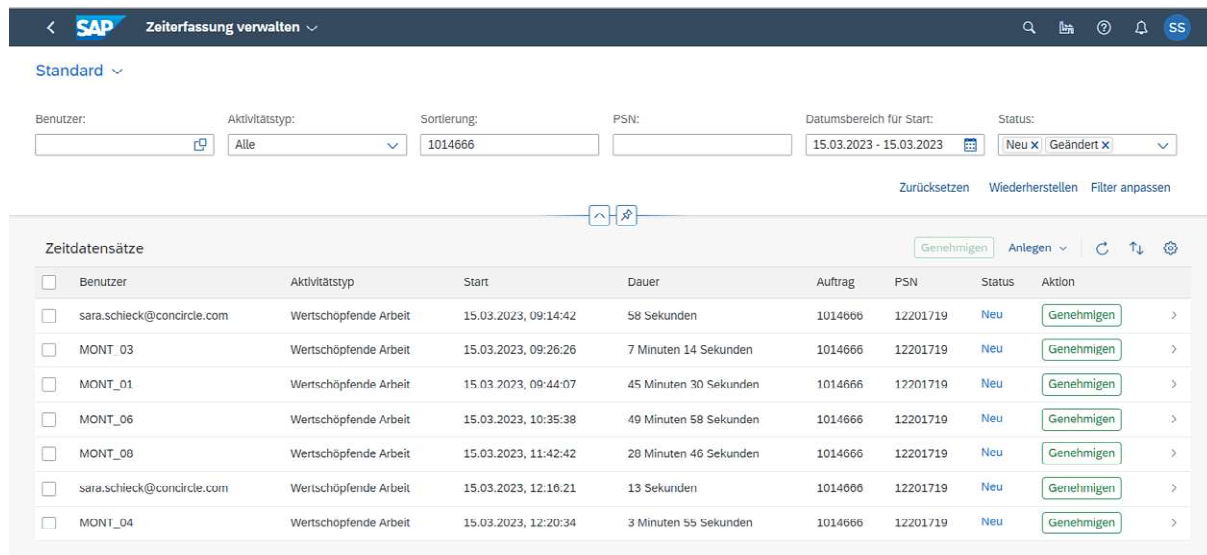 SAP Zeiterfassung verwalten SS
Standard
Benutzer: Aktivitätstyp: Sortierung: PSN: Datumsbereich für Start: Status:
Alle 1014666 15.03.2023 - 15.03.2023 Neu Geändert
Zurücksetzen Wiederherstellen Filter anpassen
Zeitdatensätze Genehmigen Anlegen
Benutzer Aktivitätstyp Start Dauer Auftrag PSN Status Aktion
sara.schieck@concircle.com Wertschöpfende Arbeit 15.03.2023, 09:14:42 58 Sekunden 1014666 12201719 Neu Genehmigen
MONT_03 Wertschöpfende Arbeit 15.03.2023, 09:26:26 7 Minuten 14 Sekunden 1014666 12201719 Neu Genehmigen
MONT_01 Wertschöpfende Arbeit 15.03.2023, 09:44:07 45 Minuten 30 Sekunden 1014666 12201719 Neu Genehmigen
MONT_06 Wertschöpfende Arbeit 15.03.2023, 10:35:38 49 Minuten 58 Sekunden 1014666 12201719 Neu Genehmigen
MONT_08 Wertschöpfende Arbeit 15.03.2023, 11:42:42 28 Minuten 46 Sekunden 1014666 12201719 Neu Genehmigen
sara.schieck@concircle.com Wertschöpfende Arbeit 15.03.2023, 12:16:21 13 Sekunden 1014666 12201719 Neu Genehmigen
MONT_04 Wertschöpfende Arbeit 15.03.2023, 12:20:34 3 Minuten 55 Sekunden 1014666 12201719 Neu Genehmigen